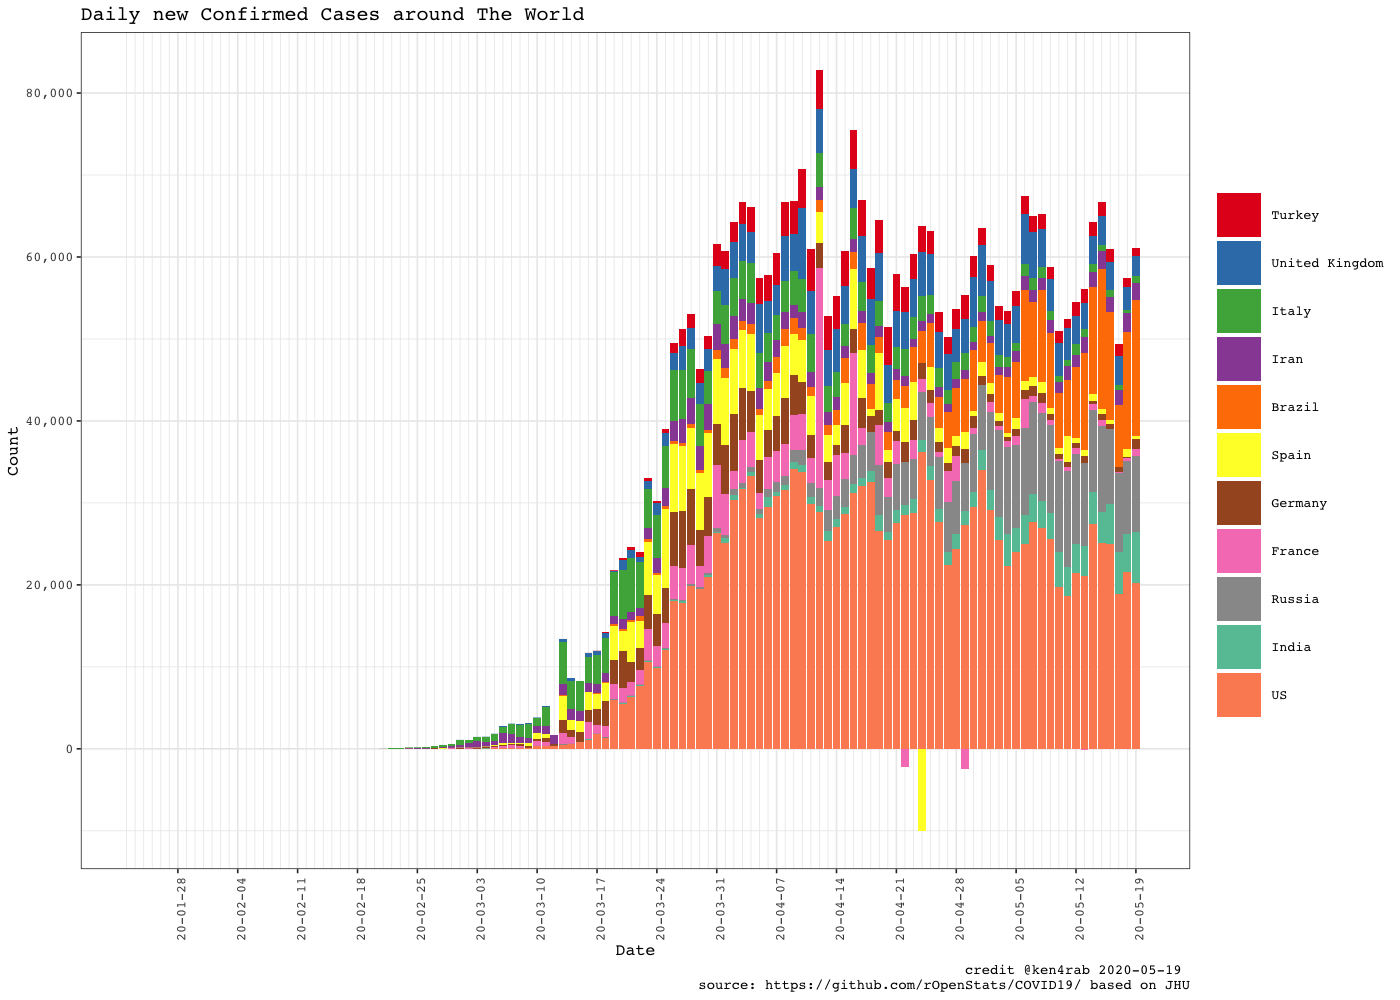 Daily new Confirmed Cases around The World
80,000
60,000
40,000
20,000
0
Count
20-01-28
20-02-04
20-02-11
20-02-18
20-02-25
20-03-03
20-03-10
20-03-17
20-03-24
20-03-31
20-04-07
20-04-14
20-04-21
20-04-28
20-05-05
20-05-12
20-05-19
Date
Turkey
United Kingdom
Italy
Iran
Brazil
Spain
Germany
France
Russia
India
US
credit @ken4rab 2020-05-19
source: https://github.com/rOpenStats/COVID19/ based on JHU